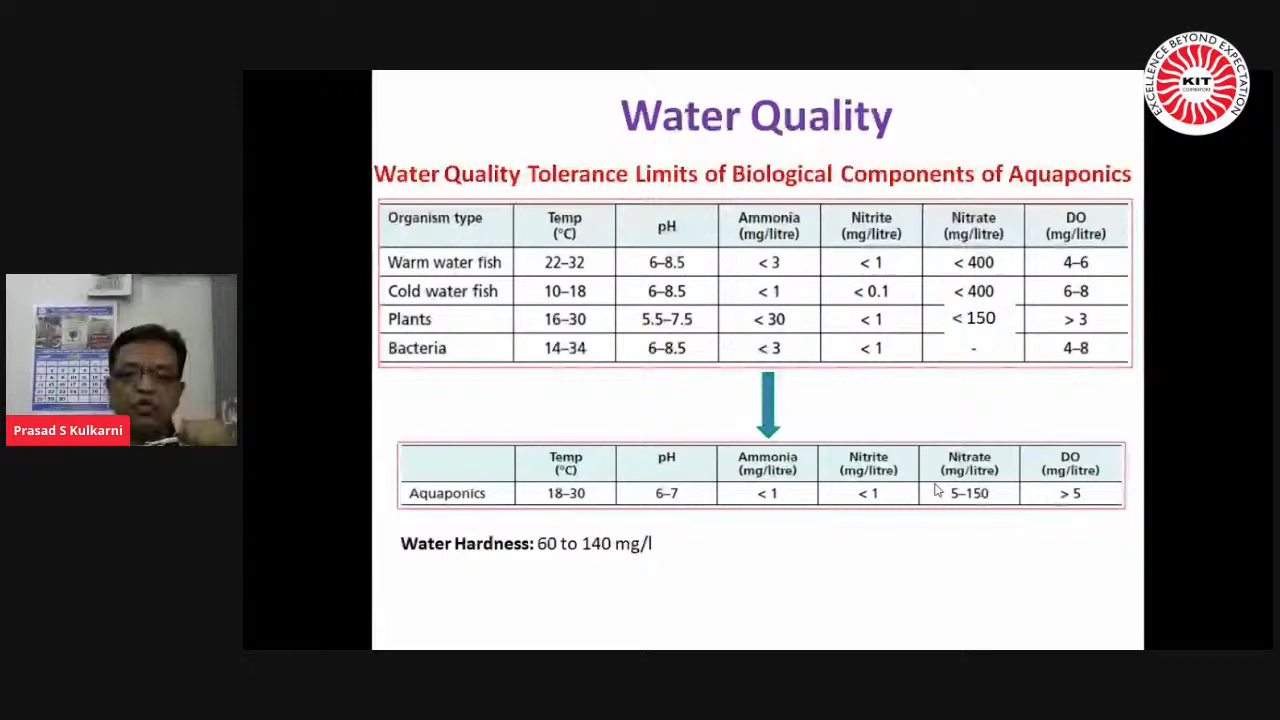 EXCELLENCE BEYOND EXPECTATION
KIT
COIMBATORE
Water Quality
Water Quality Tolerance Limits of Biological Components of Aquaponics
Organism type Temp (°C) pH Ammonia (mg/litre) Nitrite (mg/litre) Nitrate (mg/litre) DO (mg/litre)
Warm water fish 22–32 6–8.5 < 3 < 1 < 400 4–6
Cold water fish 10–18 6–8.5 < 1 < 0.1 < 400 6–8
Plants 16–30 5.5–7.5 < 30 < 1 < 150 > 3
Bacteria 14–34 6–8.5 < 3 < 1 - 4–8
Temp (°C) pH Ammonia (mg/litre) Nitrite (mg/litre) Nitrate (mg/litre) DO (mg/litre)
Aquaponics 18–30 6–7 < 1 < 1 5–150 > 5
Water Hardness: 60 to 140 mg/l
Prasad S Kulkarni